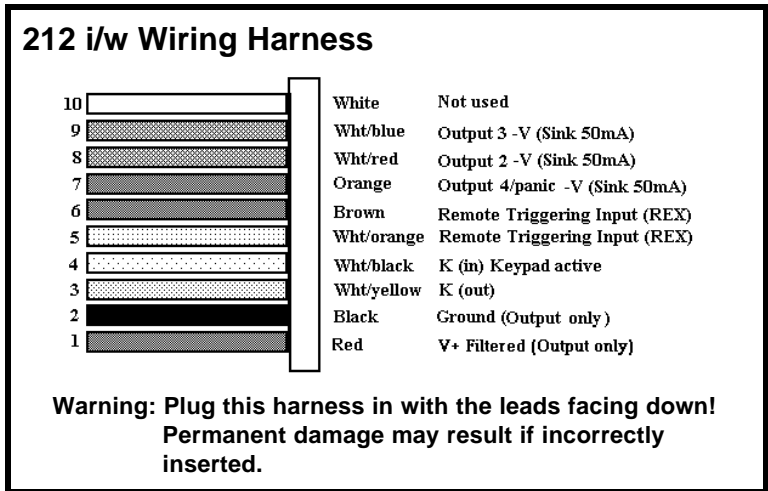 212 i/w Wiring Harness
10 White Not used
9 Wht/blue Output 3 -V (Sink 50mA)
8 Wht/red Output 2 -V (Sink 50mA)
7 Orange Output 4/panic -V (Sink 50mA)
6 Brown Remote Triggering Input (REX)
5 Wht/orange Remote Triggering Input (REX)
4 Wht/black K (in) Keypad active
3 Wht/yellow K (out)
2 Black Ground (Output only)
1 Red V+ Filtered (Output only)
Warning: Plug this harness in with the leads facing down!
Permanent damage may result if incorrectly
inserted.